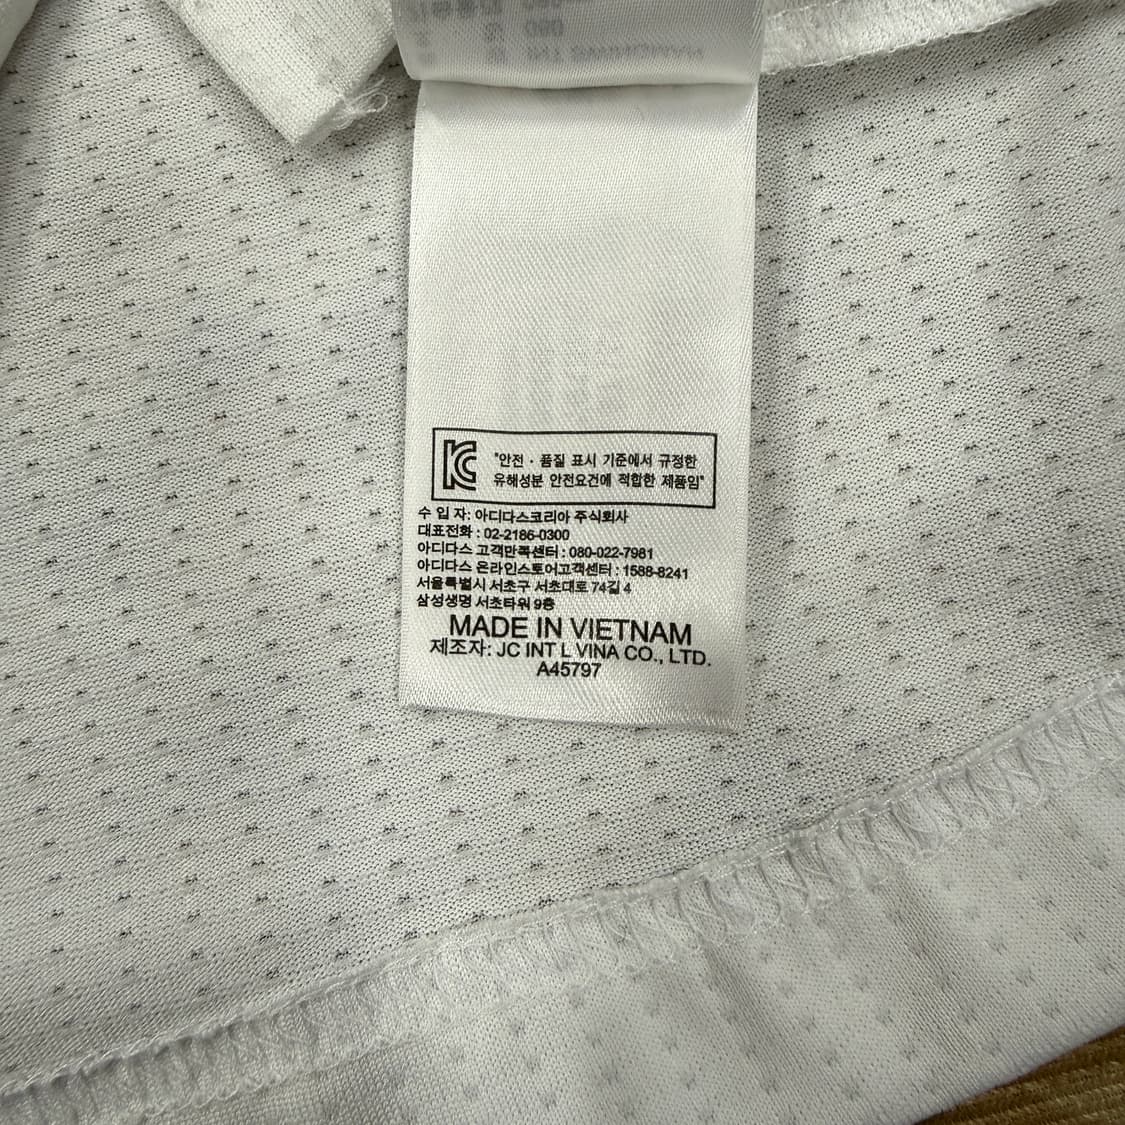 "안전 · 품질 표시 기준에서 규정한
유해성분 안전요건에 적합한 제품임"
수 입 자: 아디다스코리아 주식회사
대표전화 : 02-2186-0300
아디다스 고객만족센터 : 080-022-7981
아디다스 온라인스토어고객센터 : 1588-8241
서울특별시 서초구 서초대로 74길 4
삼성생명 서초타워 9층
MADE IN VIETNAM
제조자: JC INT L VINA CO., LTD.
A45797